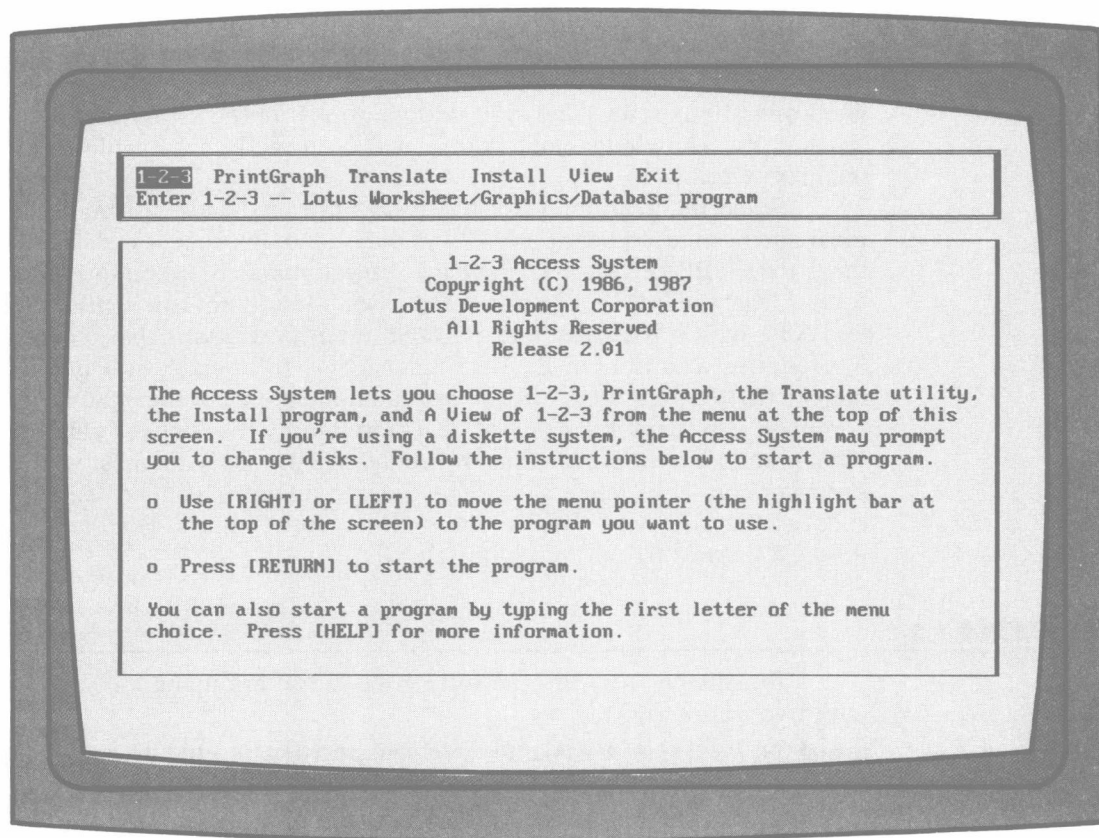 1-2-3 PrintGraph Translate Install View Exit
Enter 1-2-3 -- Lotus Worksheet/Graphics/Database program
1-2-3 Access System
Copyright (C) 1986, 1987
Lotus Development Corporation
All Rights Reserved
Release 2.01
The Access System lets you choose 1-2-3, PrintGraph, the Translate utility,
the Install program, and A View of 1-2-3 from the menu at the top of this
screen. If you're using a diskette system, the Access System may prompt
you to change disks. Follow the instructions below to start a program.
o Use [RIGHT] or [LEFT] to move the menu pointer (the highlight bar at
the top of the screen) to the program you want to use.
o Press [RETURN] to start the program.
You can also start a program by typing the first letter of the menu
choice. Press [HELP] for more information.